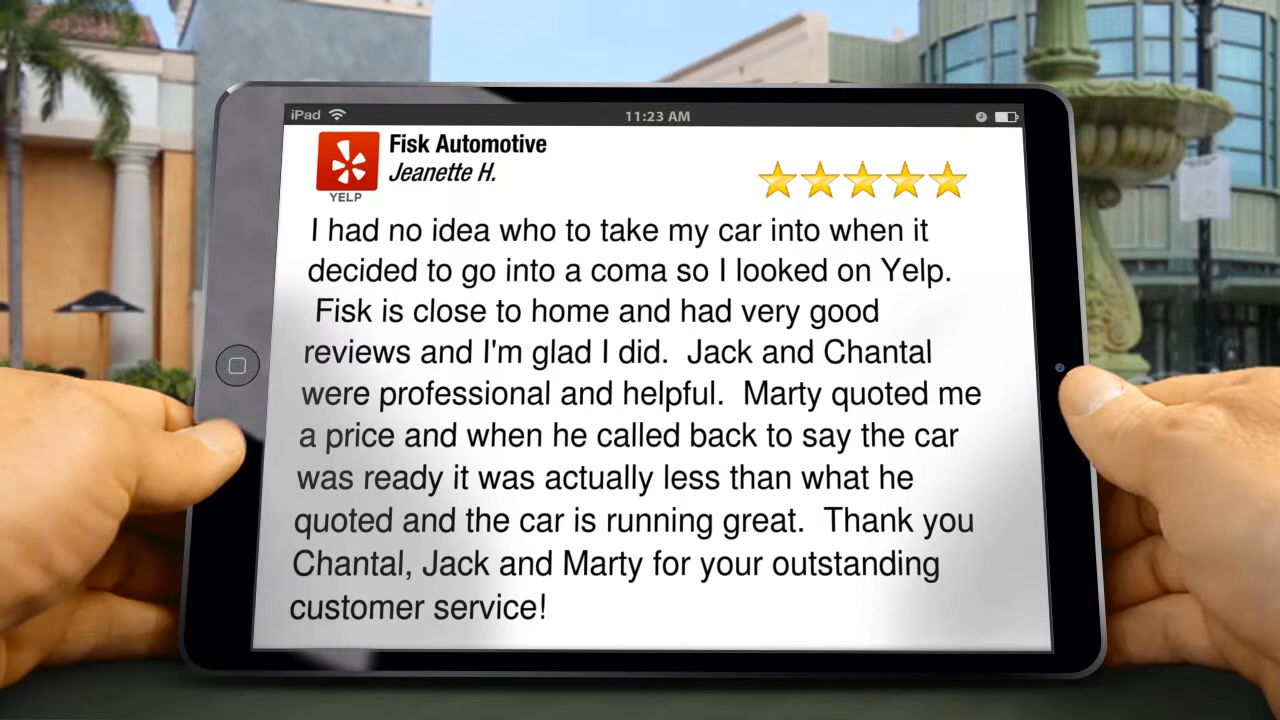 iPad
11:23 AM
Fisk Automotive
Jeanette H.
YELP
I had no idea who to take my car into when it
decided to go into a coma so I looked on Yelp.
Fisk is close to home and had very good
reviews and I'm glad I did. Jack and Chantal
were professional and helpful. Marty quoted me
a price and when he called back to say the car
was ready it was actually less than what he
quoted and the car is running great. Thank you
Chantal, Jack and Marty for your outstanding
customer service!